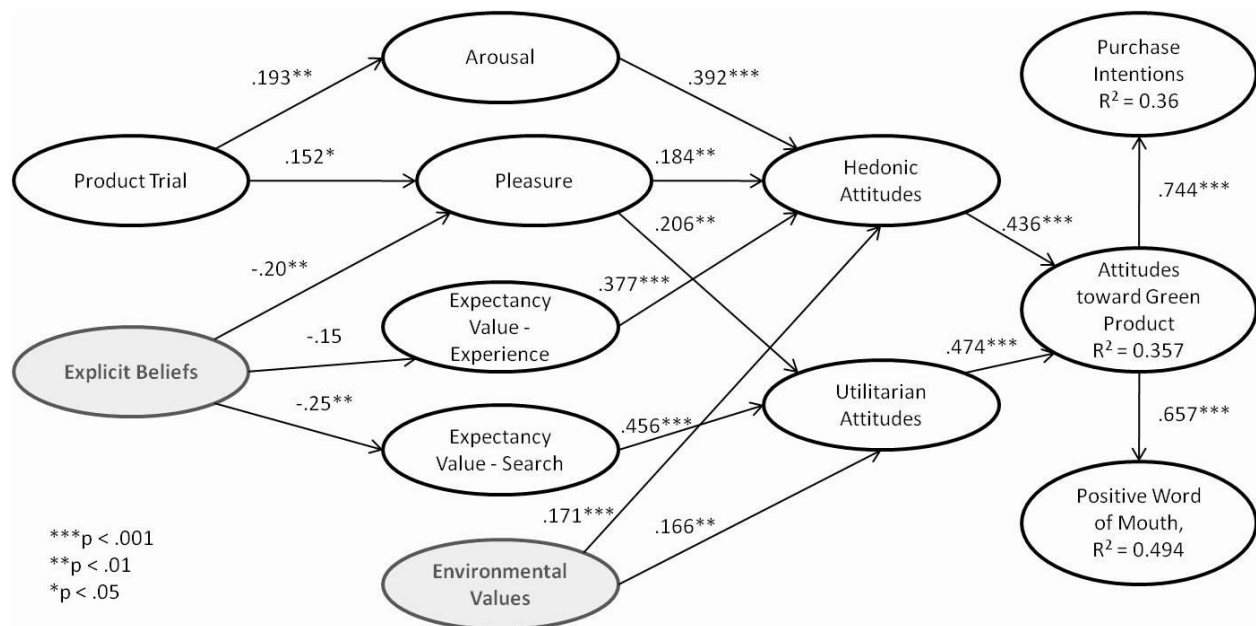 Arousal
Purchase
Intentions
R² = 0.36
.193**
.392***
Product Trial
.152*
Pleasure
.184**
Hedonic
Attitudes
.744***
.206**
.436***
-.20**
.377***
Expectancy
Value -
Experience
Attitudes
toward Green
Product
R² = 0.357
-.15
Explicit Beliefs
.474***
-.25**
Utilitarian
Attitudes
.657***
Expectancy
Value - Search
.456***
.171***
.166**
Positive Word
of Mouth,
R² = 0.494
Environmental
Values
***p < .001
**p < .01
*p < .05